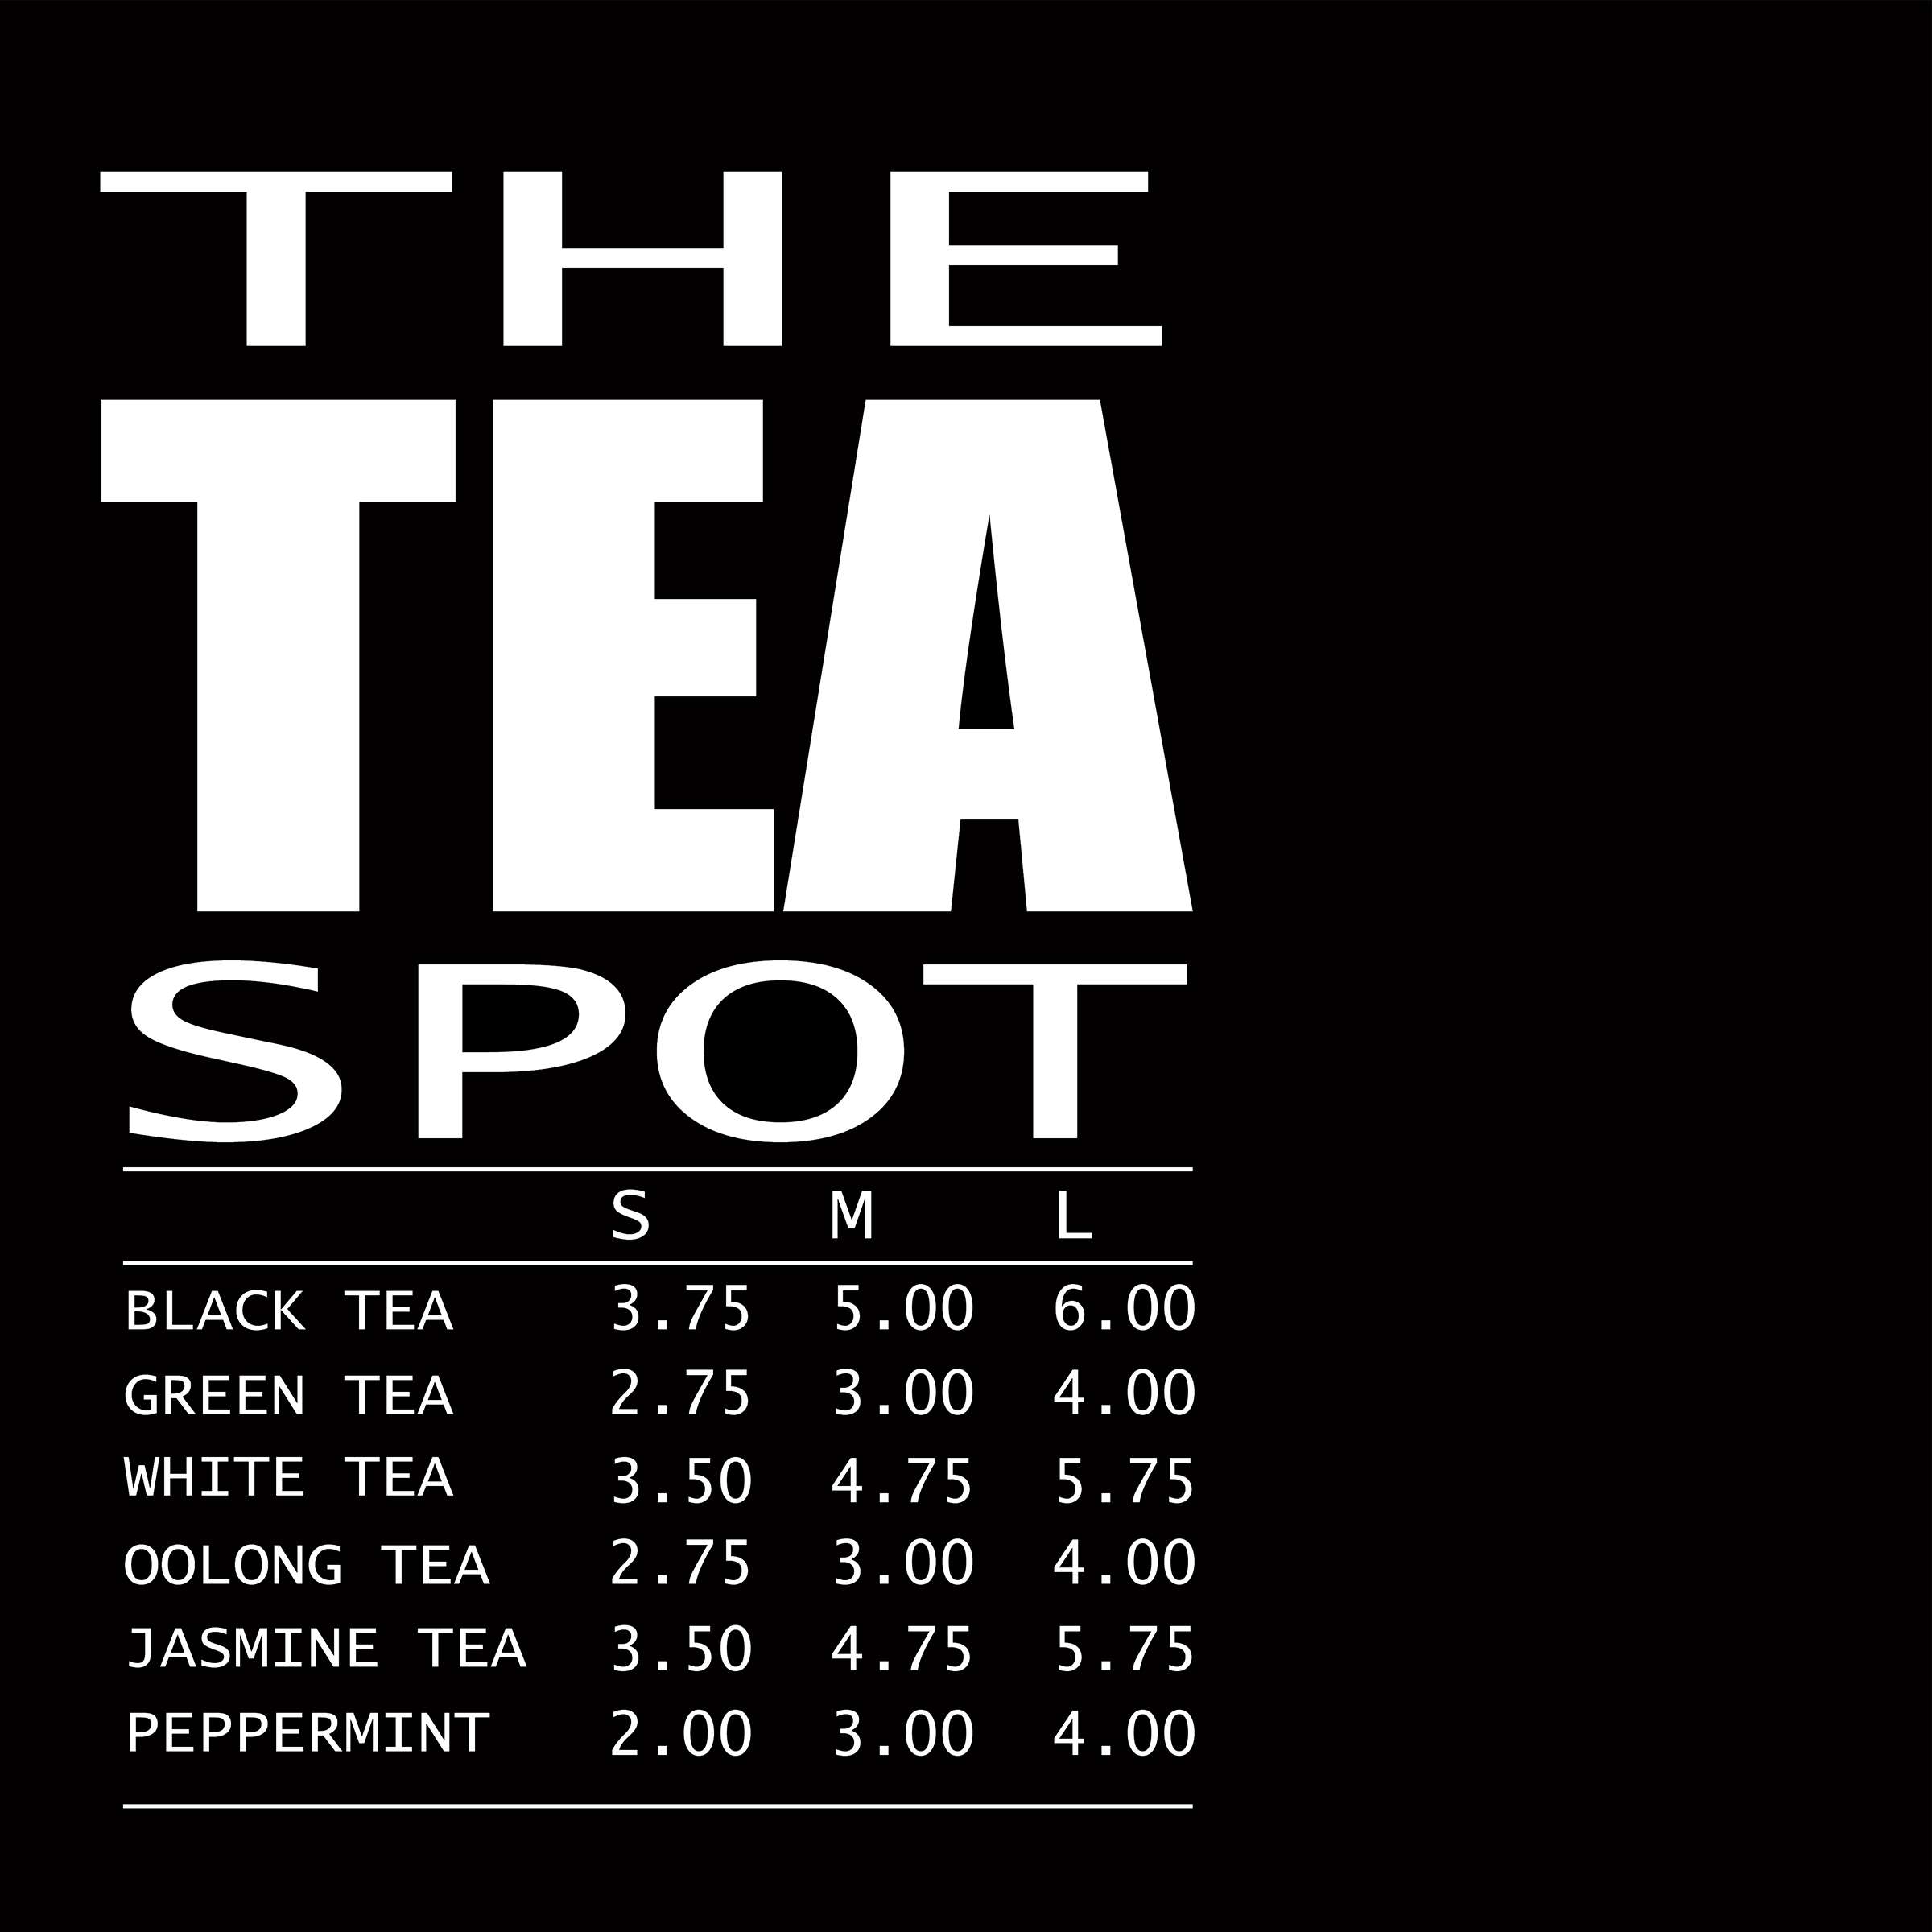 THE
TEA
SPOT
S M L
BLACK TEA 3.75 5.00 6.00
GREEN TEA 2.75 3.00 4.00
WHITE TEA 3.50 4.75 5.75
OOLONG TEA 2.75 3.00 4.00
JASMINE TEA 3.50 4.75 5.75
PEPPERMINT 2.00 3.00 4.00